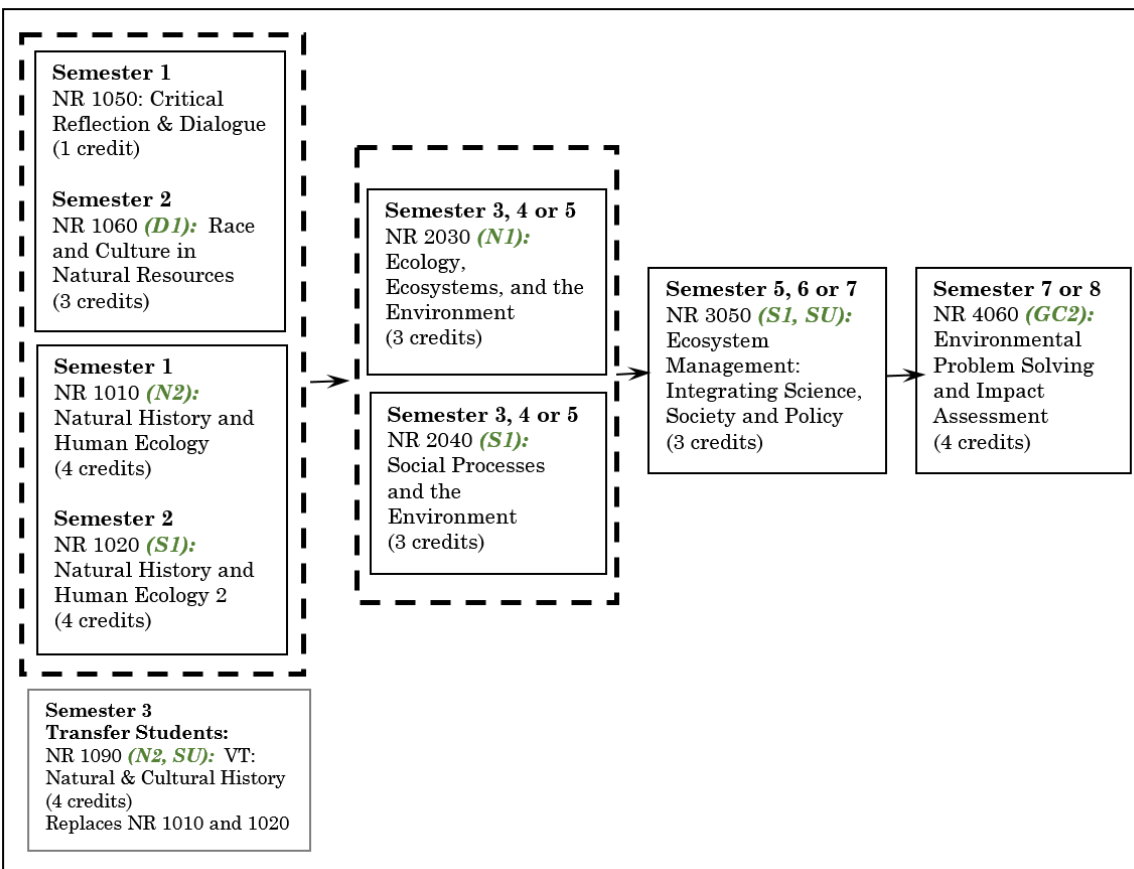 Semester 1
NR 1050: Critical
Reflection & Dialogue
(1 credit)
Semester 2
NR 1060 (D1): Race
and Culture in
Natural Resources
(3 credits)
Semester 1
NR 1010 (N2):
Natural History and
Human Ecology
(4 credits)
Semester 2
NR 1020 (S1):
Natural History and
Human Ecology 2
(4 credits)
Semester 3
Transfer Students:
NR 1090 (N2, SU): VT:
Natural & Cultural History
(4 credits)
Replaces NR 1010 and 1020
Semester 3, 4 or 5
NR 2030 (N1):
Ecology,
Ecosystems, and the
Environment
(3 credits)
Semester 3, 4 or 5
NR 2040 (S1):
Social Processes
and the
Environment
(3 credits)
Semester 5, 6 or 7
NR 3050 (S1, SU):
Ecosystem
Management:
Integrating Science,
Society and Policy
(3 credits)
Semester 7 or 8
NR 4060 (GC2):
Environmental
Problem Solving
and Impact
Assessment
(4 credits)